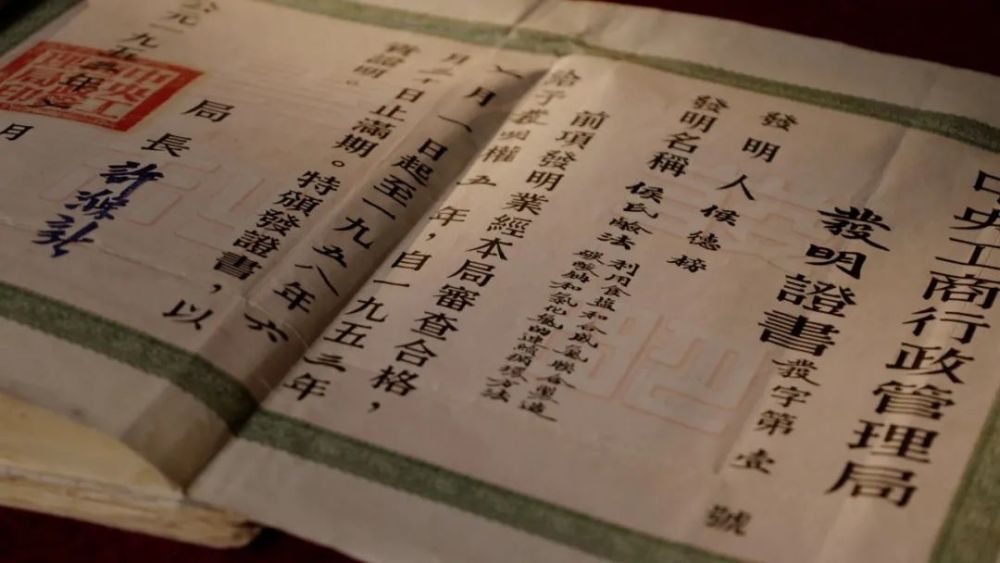 中央工商行政管理局
發明證書 發字第壹號
發明人 侯德榜
發明名稱 侯氏鹼法 利用食塩和合成氨聯合製造
碳酸鈉和氯化氨的連續循環方法
前項發明業經本局審查合格，
給予發明權五年，自一九五三年
七月一日起至一九五八年六
月三十日止滿期。特頒發證書，以
資證明。
局長 許滌新
公元一九五三年
月